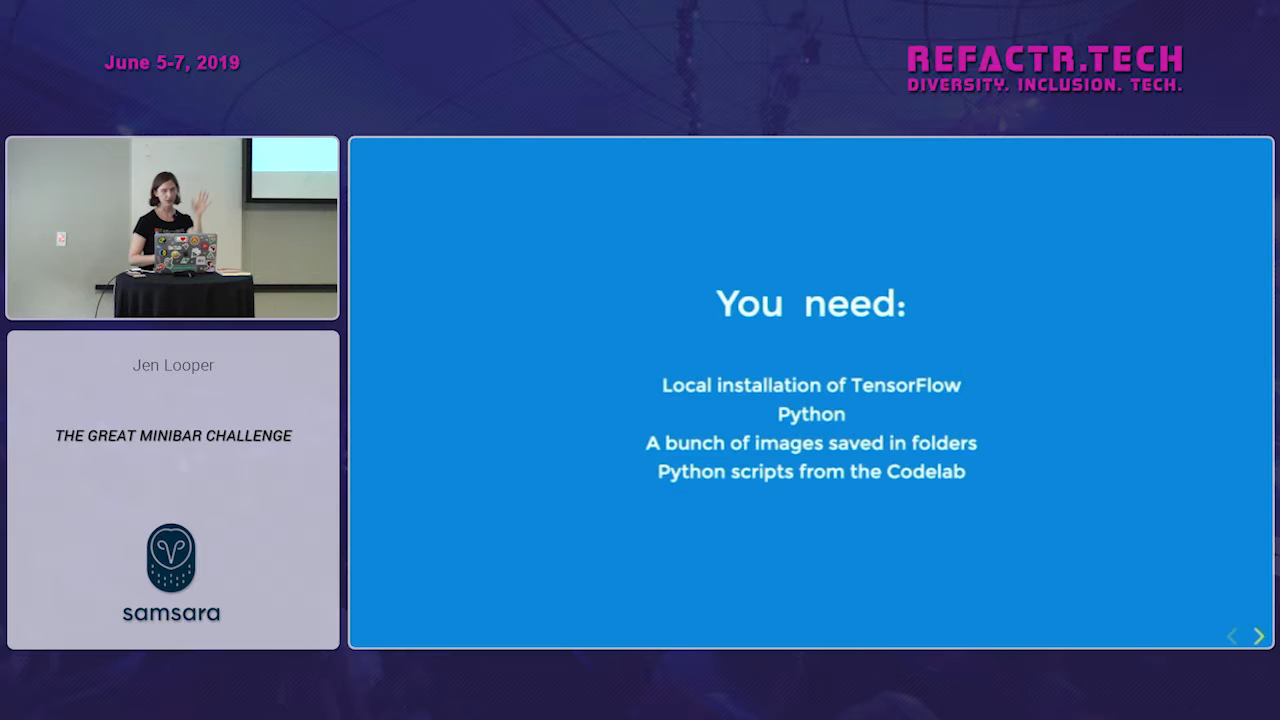 June 5-7, 2019
REFACTR.TECH
DIVERSITY. INCLUSION. TECH.
Jen Looper
THE GREAT MINIBAR CHALLENGE
samsara
You need:
Local installation of TensorFlow
Python
A bunch of images saved in folders
Python scripts from the Codelab